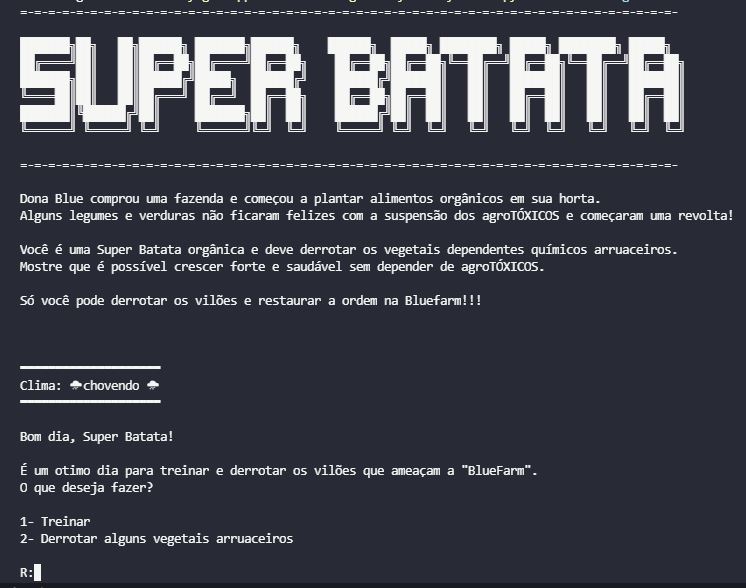 =-=-=-=-=-=-=-=-=-=-=-=-=-=-=-=-=-=-=-=-=-=-=-=-=-=-=-=-=-=-=-=-=-=-=-=-=-=-=-=-=-=-=-=-=-=-=-
SUPER BATATA
=-=-=-=-=-=-=-=-=-=-=-=-=-=-=-=-=-=-=-=-=-=-=-=-=-=-=-=-=-=-=-=-=-=-=-=-=-=-=-=-=-=-=-=-=-=-=-
Dona Blue comprou uma fazenda e começou a plantar alimentos orgânicos em sua horta.
Alguns legumes e verduras não ficaram felizes com a suspensão dos agroTÓXICOS e começaram uma revolta!
Você é uma Super Batata orgânica e deve derrotar os vegetais dependentes químicos arruaceiros.
Mostre que é possível crescer forte e saudável sem depender de agroTÓXICOS.
Só você pode derrotar os vilões e restaurar a ordem na Bluefarm!!!
Clima: 🌧chovendo 🌧
Bom dia, Super Batata!
É um otimo dia para treinar e derrotar os vilões que ameaçam a "BlueFarm".
O que deseja fazer?
1- Treinar
2- Derrotar alguns vegetais arruaceiros
R: